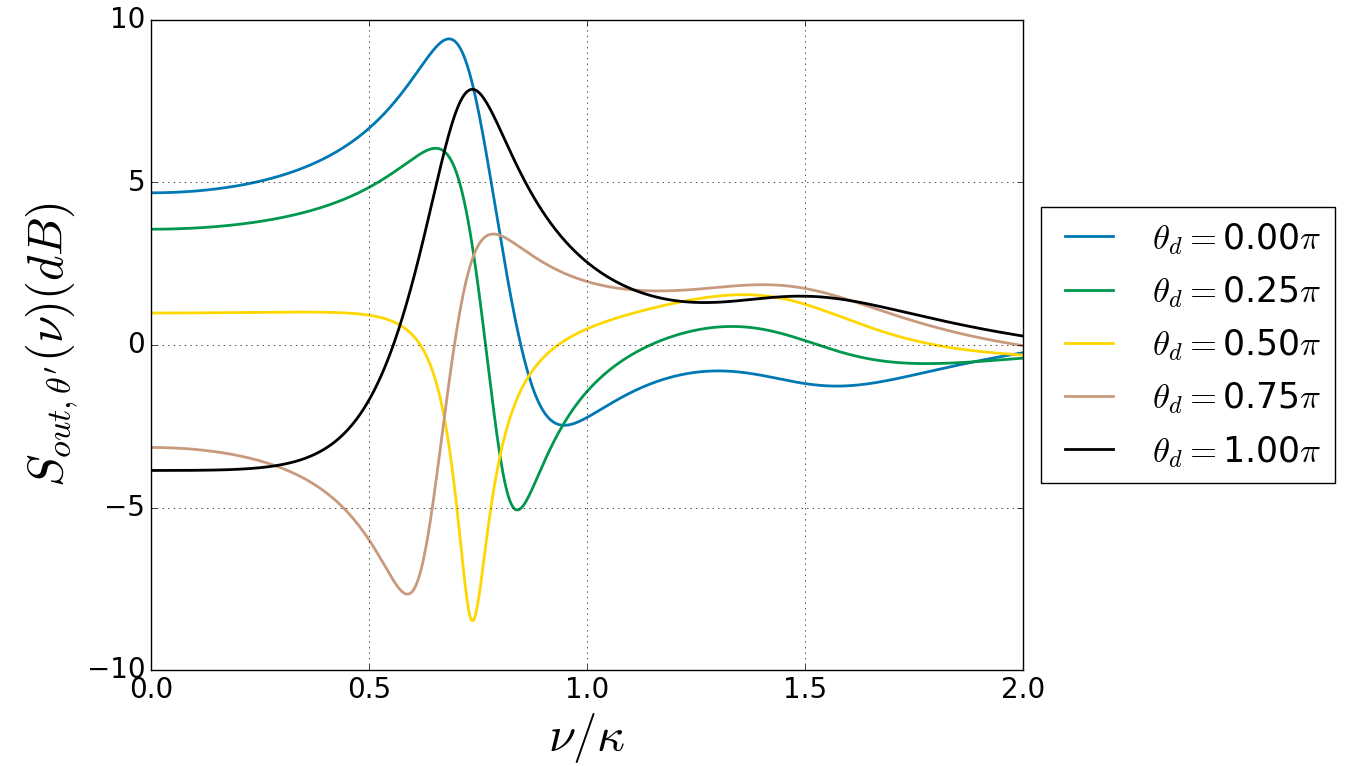 10
5
0
−5
−10
0.0 0.5 1.0 1.5 2.0
S_{out, θ'}(ν)(dB)
ν/κ
θ_d = 0.00π
θ_d = 0.25π
θ_d = 0.50π
θ_d = 0.75π
θ_d = 1.00π